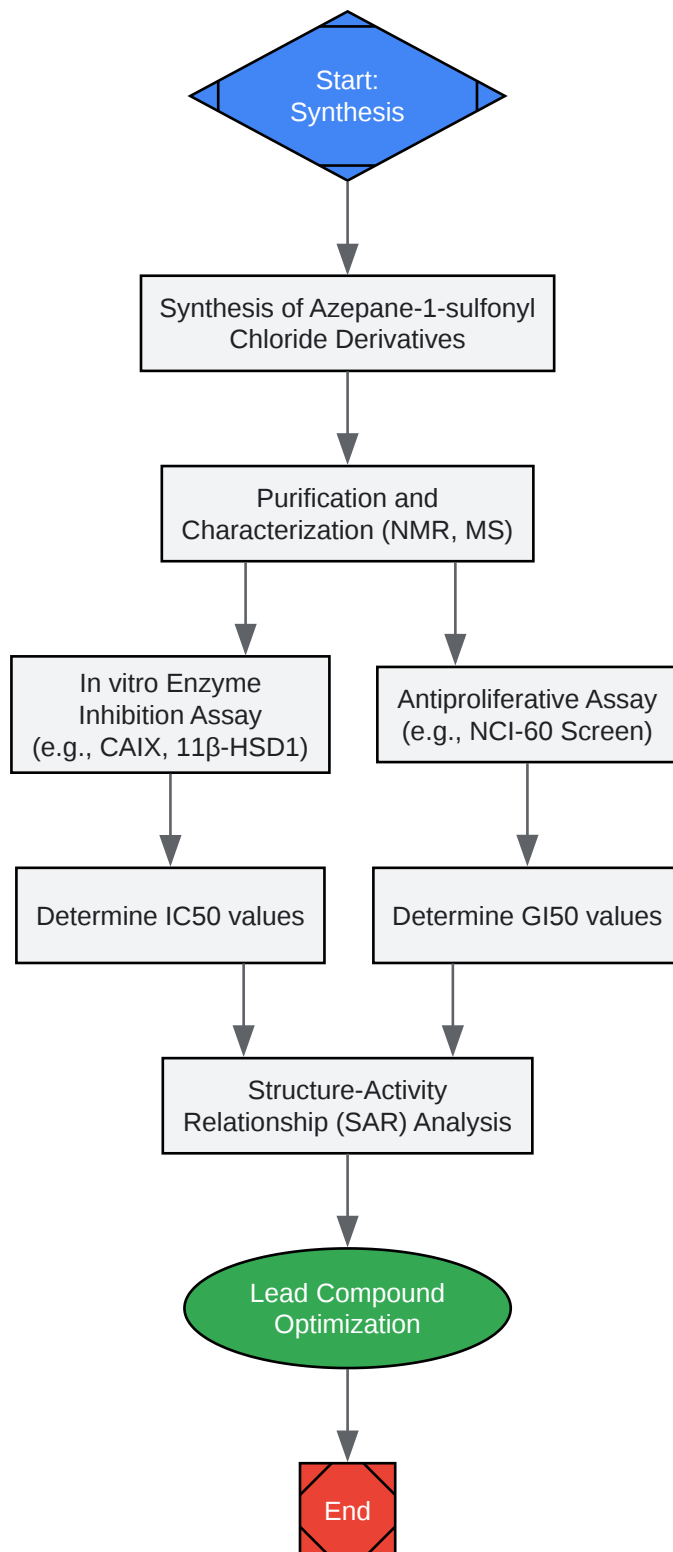 Start:
Synthesis
Synthesis of Azepane-1-sulfonyl
Chloride Derivatives
Purification and
Characterization (NMR, MS)
In vitro Enzyme
Inhibition Assay
(e.g., CAIX, 11β-HSD1)
Antiproliferative Assay
(e.g., NCI-60 Screen)
Determine IC50 values
Determine GI50 values
Structure-Activity
Relationship (SAR) Analysis
Lead Compound
Optimization
End